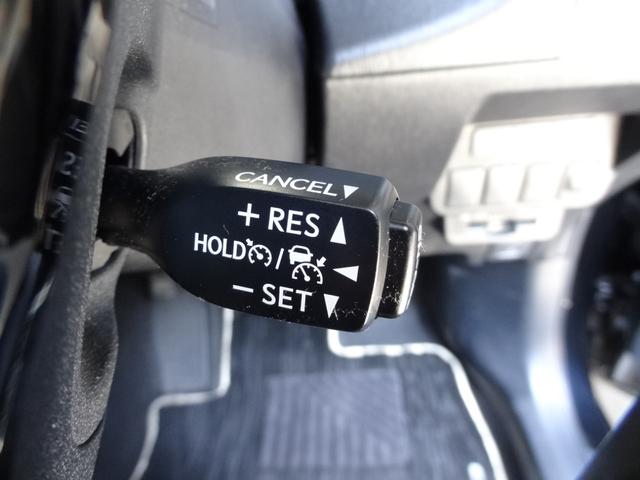 CANCEL▼
+ RES ▲
HOLD / ◀
− SET ▼